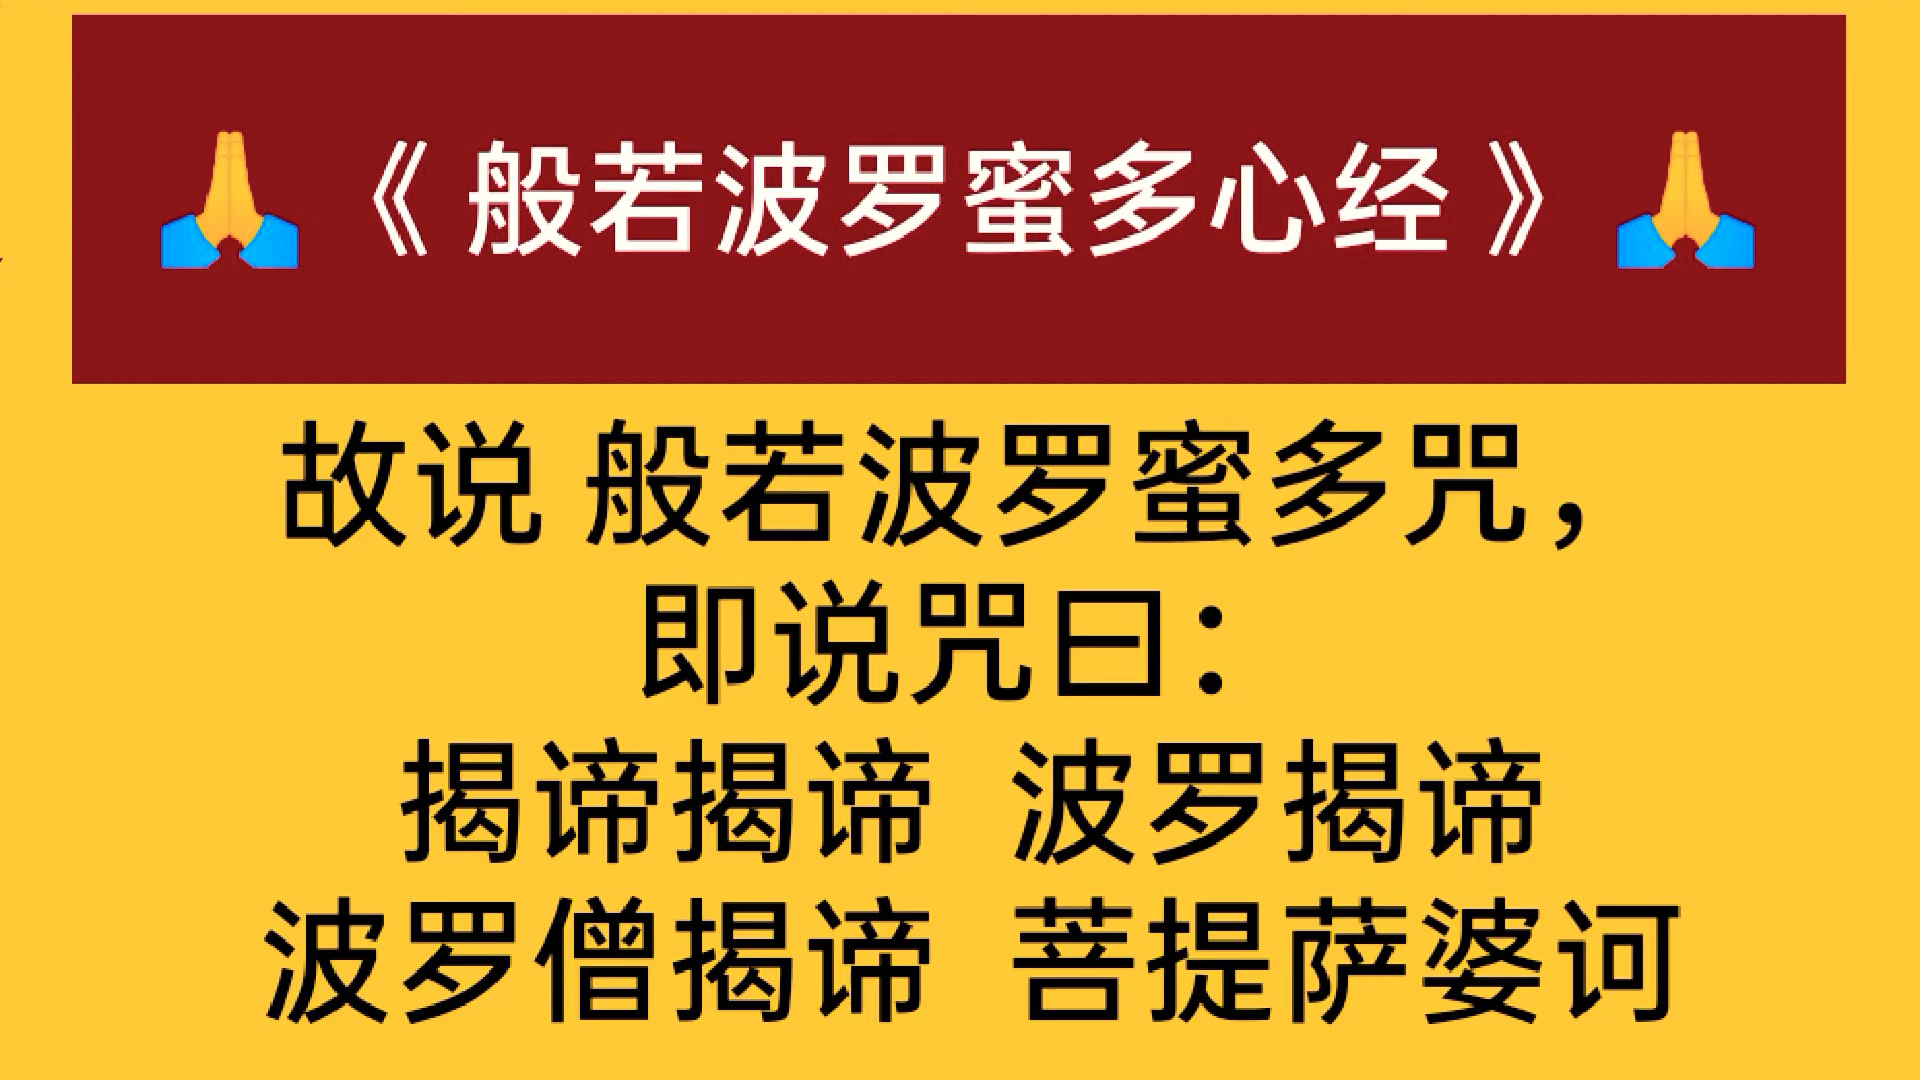 🙏《 般若波罗蜜多心经 》🙏
故说 般若波罗蜜多咒，
即说咒曰：
揭谛揭谛 波罗揭谛
波罗僧揭谛 菩提萨婆诃